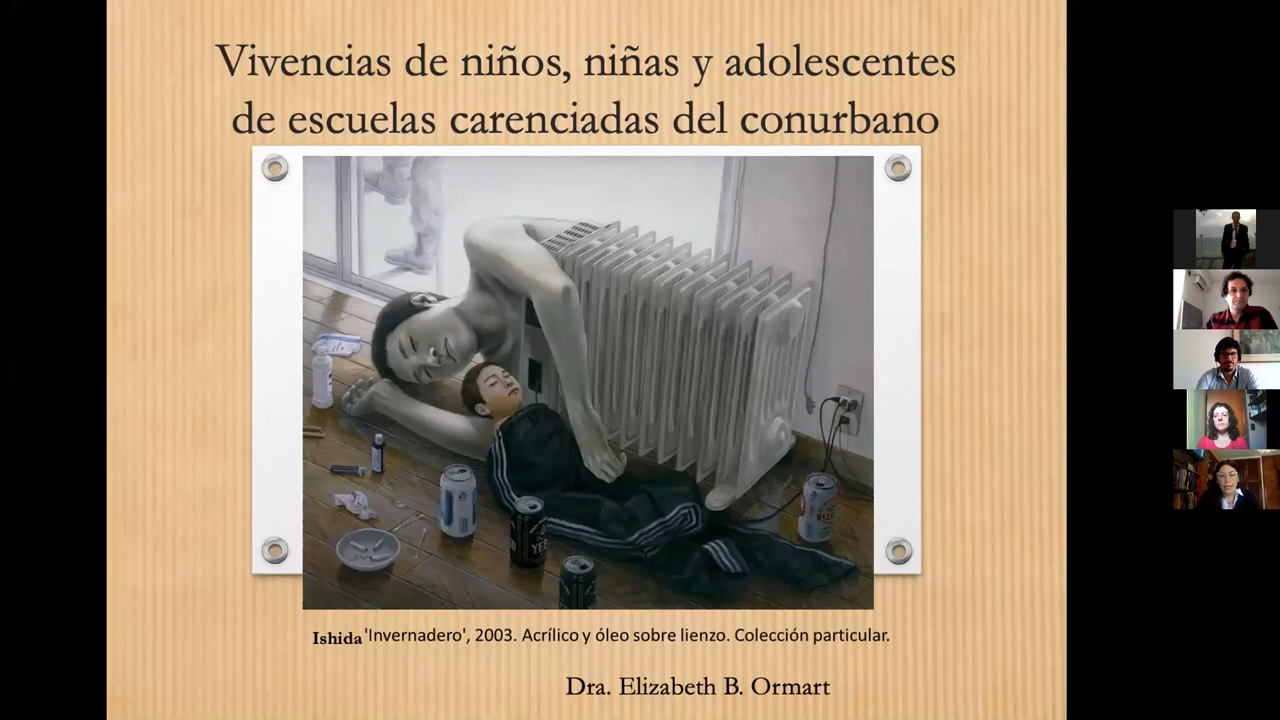 Vivencias de niños, niñas y adolescentes
de escuelas carenciadas del conurbano
Ishida 'Invernadero', 2003. Acrílico y óleo sobre lienzo. Colección particular.
Dra. Elizabeth B. Ormart